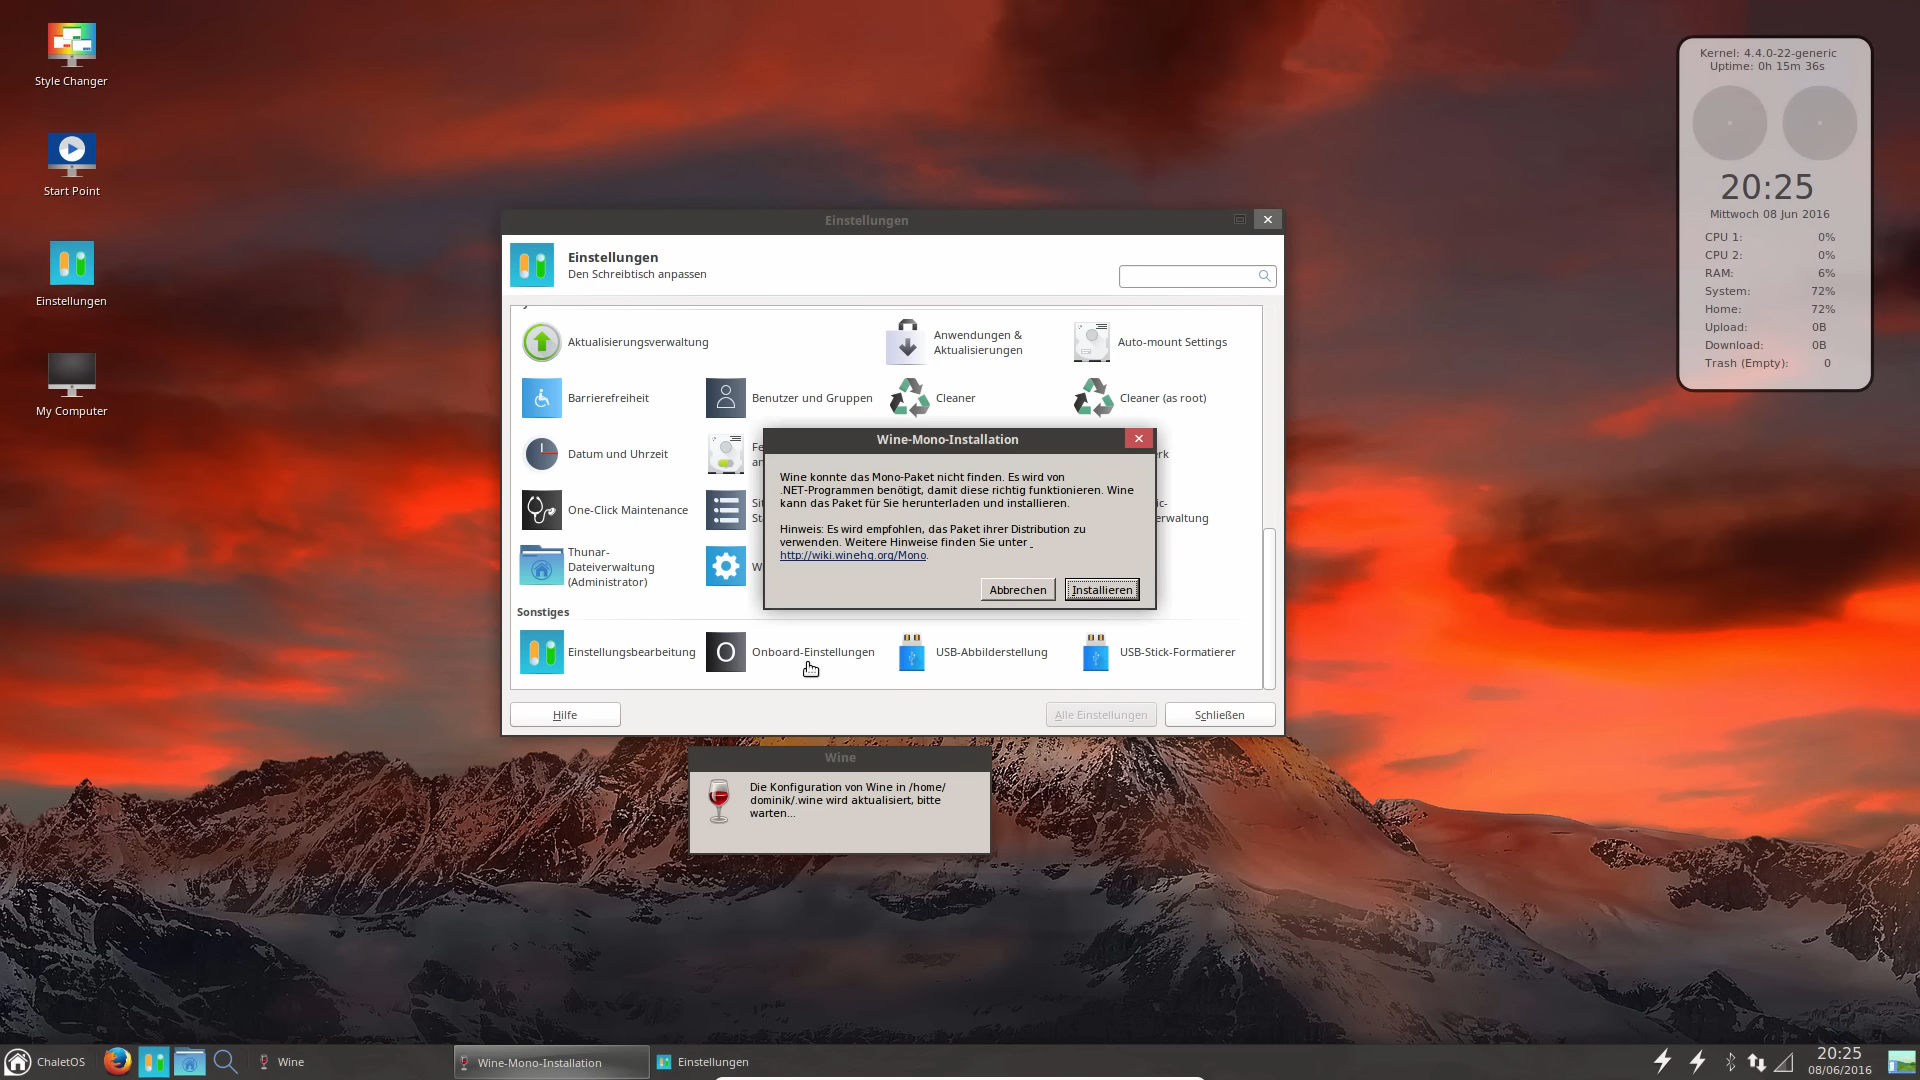 Style Changer
Start Point
Einstellungen
My Computer
Kernel: 4.4.0-22-generic
Uptime: 0h 15m 36s
20:25
Mittwoch 08 Jun 2016
CPU 1: 0%
CPU 2: 0%
RAM: 6%
System: 72%
Home: 72%
Upload: 0B
Download: 0B
Trash (Empty): 0
Einstellungen
Einstellungen
Den Schreibtisch anpassen
Aktualisierungsverwaltung
Anwendungen &
Aktualisierungen
Auto-mount Settings
Barrierefreiheit
Benutzer und Gruppen
Cleaner
Cleaner (as root)
Datum und Uhrzeit
One-Click Maintenance
Thunar-
Dateiverwaltung
(Administrator)
Sonstiges
Einstellungsbearbeitung
O
Onboard-Einstellungen
USB-Abbilderstellung
USB-Stick-Formatierer
Hilfe
Alle Einstellungen
Schließen
Wine-Mono-Installation
Wine konnte das Mono-Paket nicht finden. Es wird von
.NET-Programmen benötigt, damit diese richtig funktionieren. Wine
kann das Paket für Sie herunterladen und installieren.
Hinweis: Es wird empfohlen, das Paket ihrer Distribution zu
verwenden. Weitere Hinweise finden Sie unter
http://wiki.winehq.org/Mono.
Abbrechen
Installieren
Wine
Die Konfiguration von Wine in /home/
dominik/.wine wird aktualisiert, bitte
warten...
ChaletOS
Wine
Wine-Mono-Installation
Einstellungen
20:25
08/06/2016